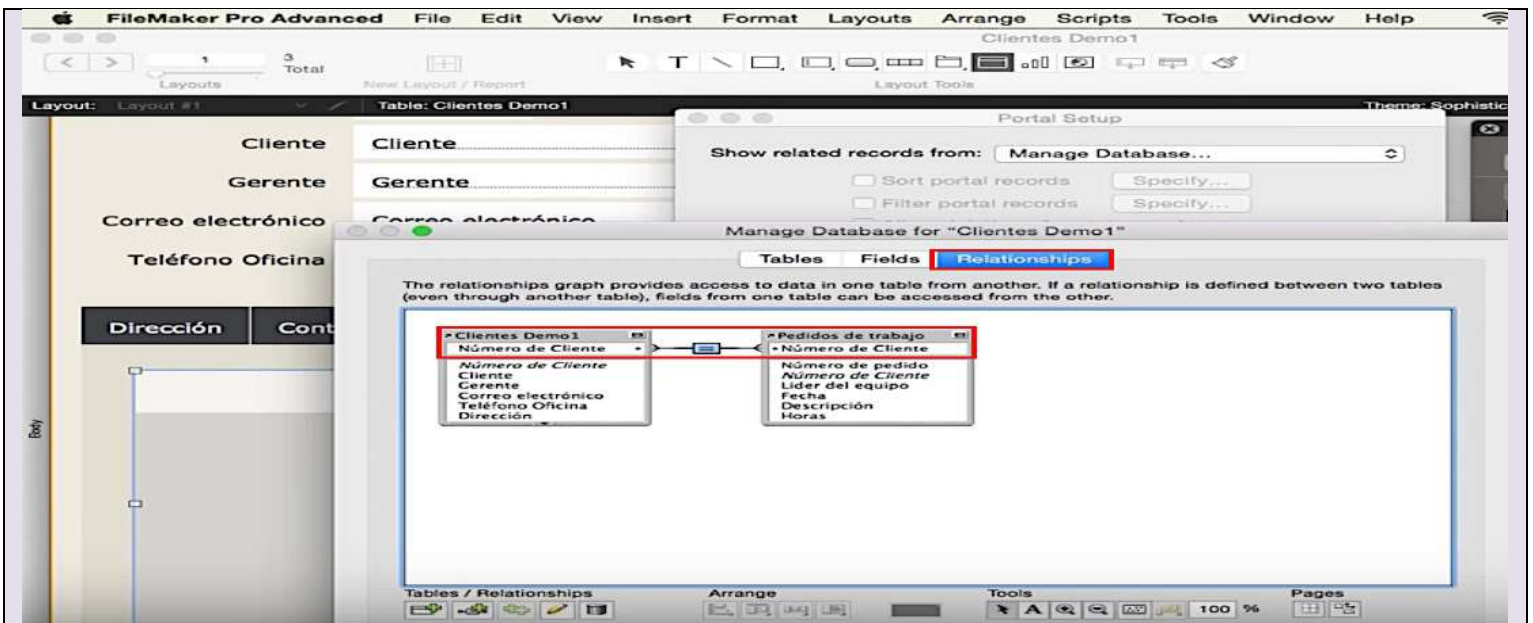 FileMaker Pro Advanced File Edit View Insert Format Layouts Arrange Scripts Tools Window Help
Clientes Demo1
1 3 Total
Layouts New Layout / Report Layout Tools
Layout: Layout #1 Table: Clientes Demo1 Theme: Sophistic
Portal Setup
Cliente Cliente
Show related records from: Manage Database...
Gerente Gerente
Sort portal records Specify...
Filter portal records Specify...
Correo electrónico Correo electrónico
Manage Database for "Clientes Demo1"
Teléfono Oficina
Tables Fields Relationships
The relationships graph provides access to data in one table from another. If a relationship is defined between two tables
(even through another table), fields from one table can be accessed from the other.
Dirección Cont
Clientes Demo1
Número de Cliente
Número de Cliente
Cliente
Gerente
Correo electrónico
Teléfono Oficina
Dirección
Pedidos de trabajo
Número de Cliente
Número de pedido
Número de Cliente
Lider del equipo
Fecha
Descripción
Horas
Body
Tables / Relationships Arrange Tools Pages
A 100 %